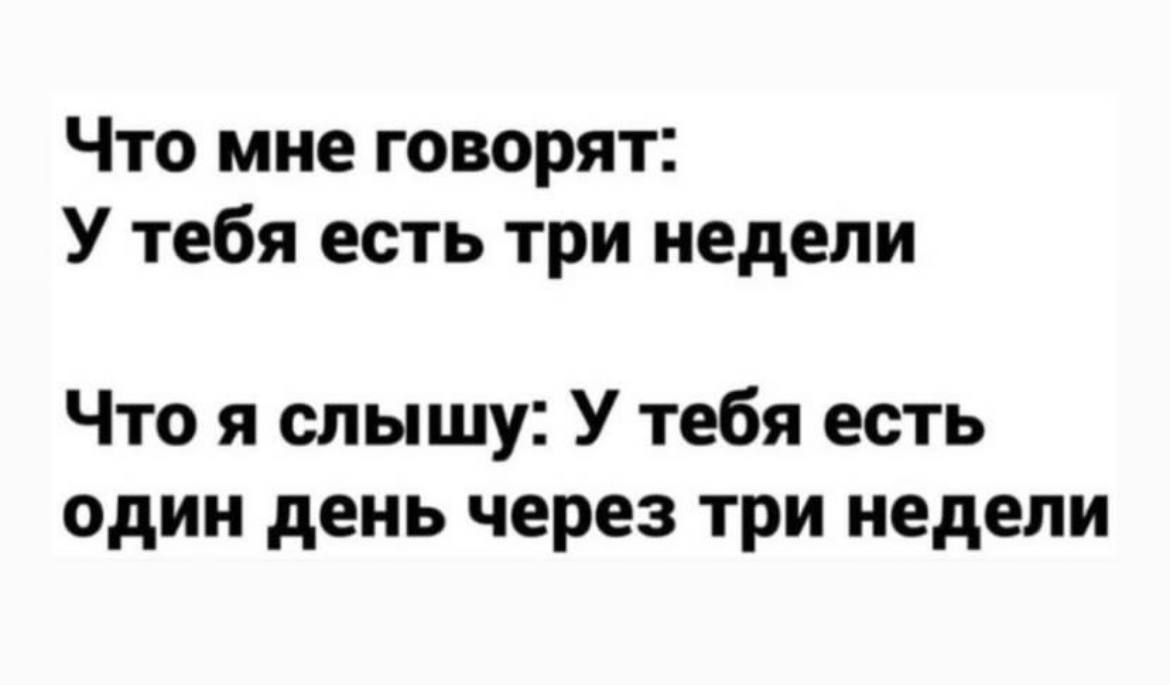 Что мне говорят:
У тебя есть три недели
Что я слышу: У тебя есть
один день через три недели